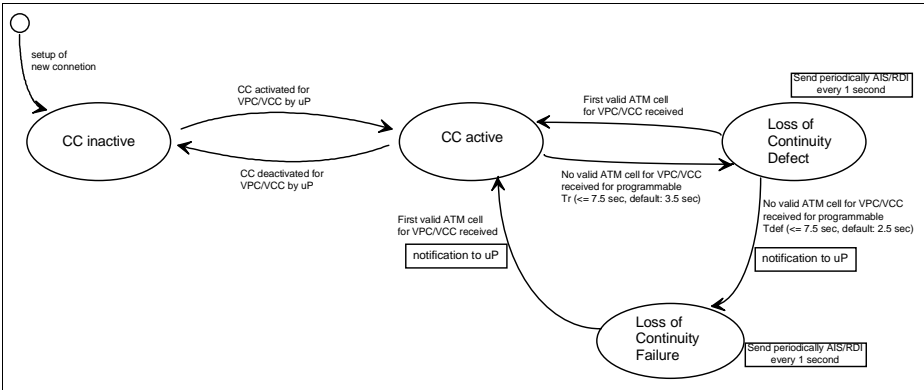 setup of
new connetion
CC inactive
CC activated for
VPC/VCC by uP
CC deactivated for
VPC/VCC by uP
CC active
First valid ATM cell
for VPC/VCC received
No valid ATM cell for VPC/VCC
received for programmable
Tr (<= 7.5 sec, default: 3.5 sec)
Send periodically AIS/RDI
every 1 second
Loss of
Continuity
Defect
No valid ATM cell for VPC/VCC
received for programmable
Tdef (<= 7.5 sec, default: 2.5 sec)
notification to uP
First valid ATM cell
for VPC/VCC received
notification to uP
Loss of
Continuity
Failure
Send periodically AIS/RDI
every 1 second